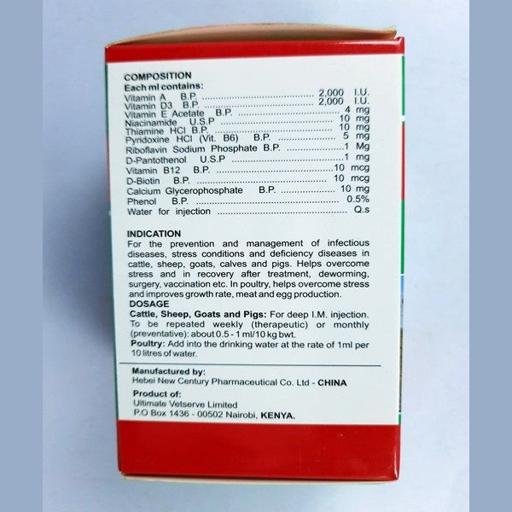 COMPOSITION
Each ml contains:
Vitamin A B.P. ........ 2,000 I.U.
Vitamin D3 B.P. ........ 2,000 I.U.
Vitamin E Acetate B.P. ........ 4 mg
Niacinamide U.S.P ........ 10 mg
Thiamine HCl B.P. ........ 10 mg
Pyridoxine HCl (Vit. B6) B.P. ........ 5 mg
Riboflavin Sodium Phosphate B.P. ........ 1 Mg
D-Pantothenol U.S.P ........ 1 mg
Vitamin B12 B.P. ........ 10 mcg
D-Biotin B.P. ........ 10 mcg
Calcium Glycerophosphate B.P. ........ 10 mg
Phenol B.P. ........ 0.5%
Water for injection ........ Q.s
INDICATION
For the prevention and management of infectious
diseases, stress conditions and deficiency diseases in
cattle, sheep, goats, calves and pigs. Helps overcome
stress and in recovery after treatment, deworming,
surgery, vaccination etc. In poultry, helps overcome stress
and improves growth rate, meat and egg production.
DOSAGE
Cattle, Sheep, Goats and Pigs: For deep I.M. injection.
To be repeated weekly (therapeutic) or monthly
(preventative): about 0.5 - 1 ml/10 kg bwt.
Poultry: Add into the drinking water at the rate of 1ml per
10 litres of water.
Manufactured by:
Hebei New Century Pharmaceutical Co. Ltd - CHINA
Product of:
Ultimate Vetserve Limited
P.O Box 1436 - 00502 Nairobi, KENYA.